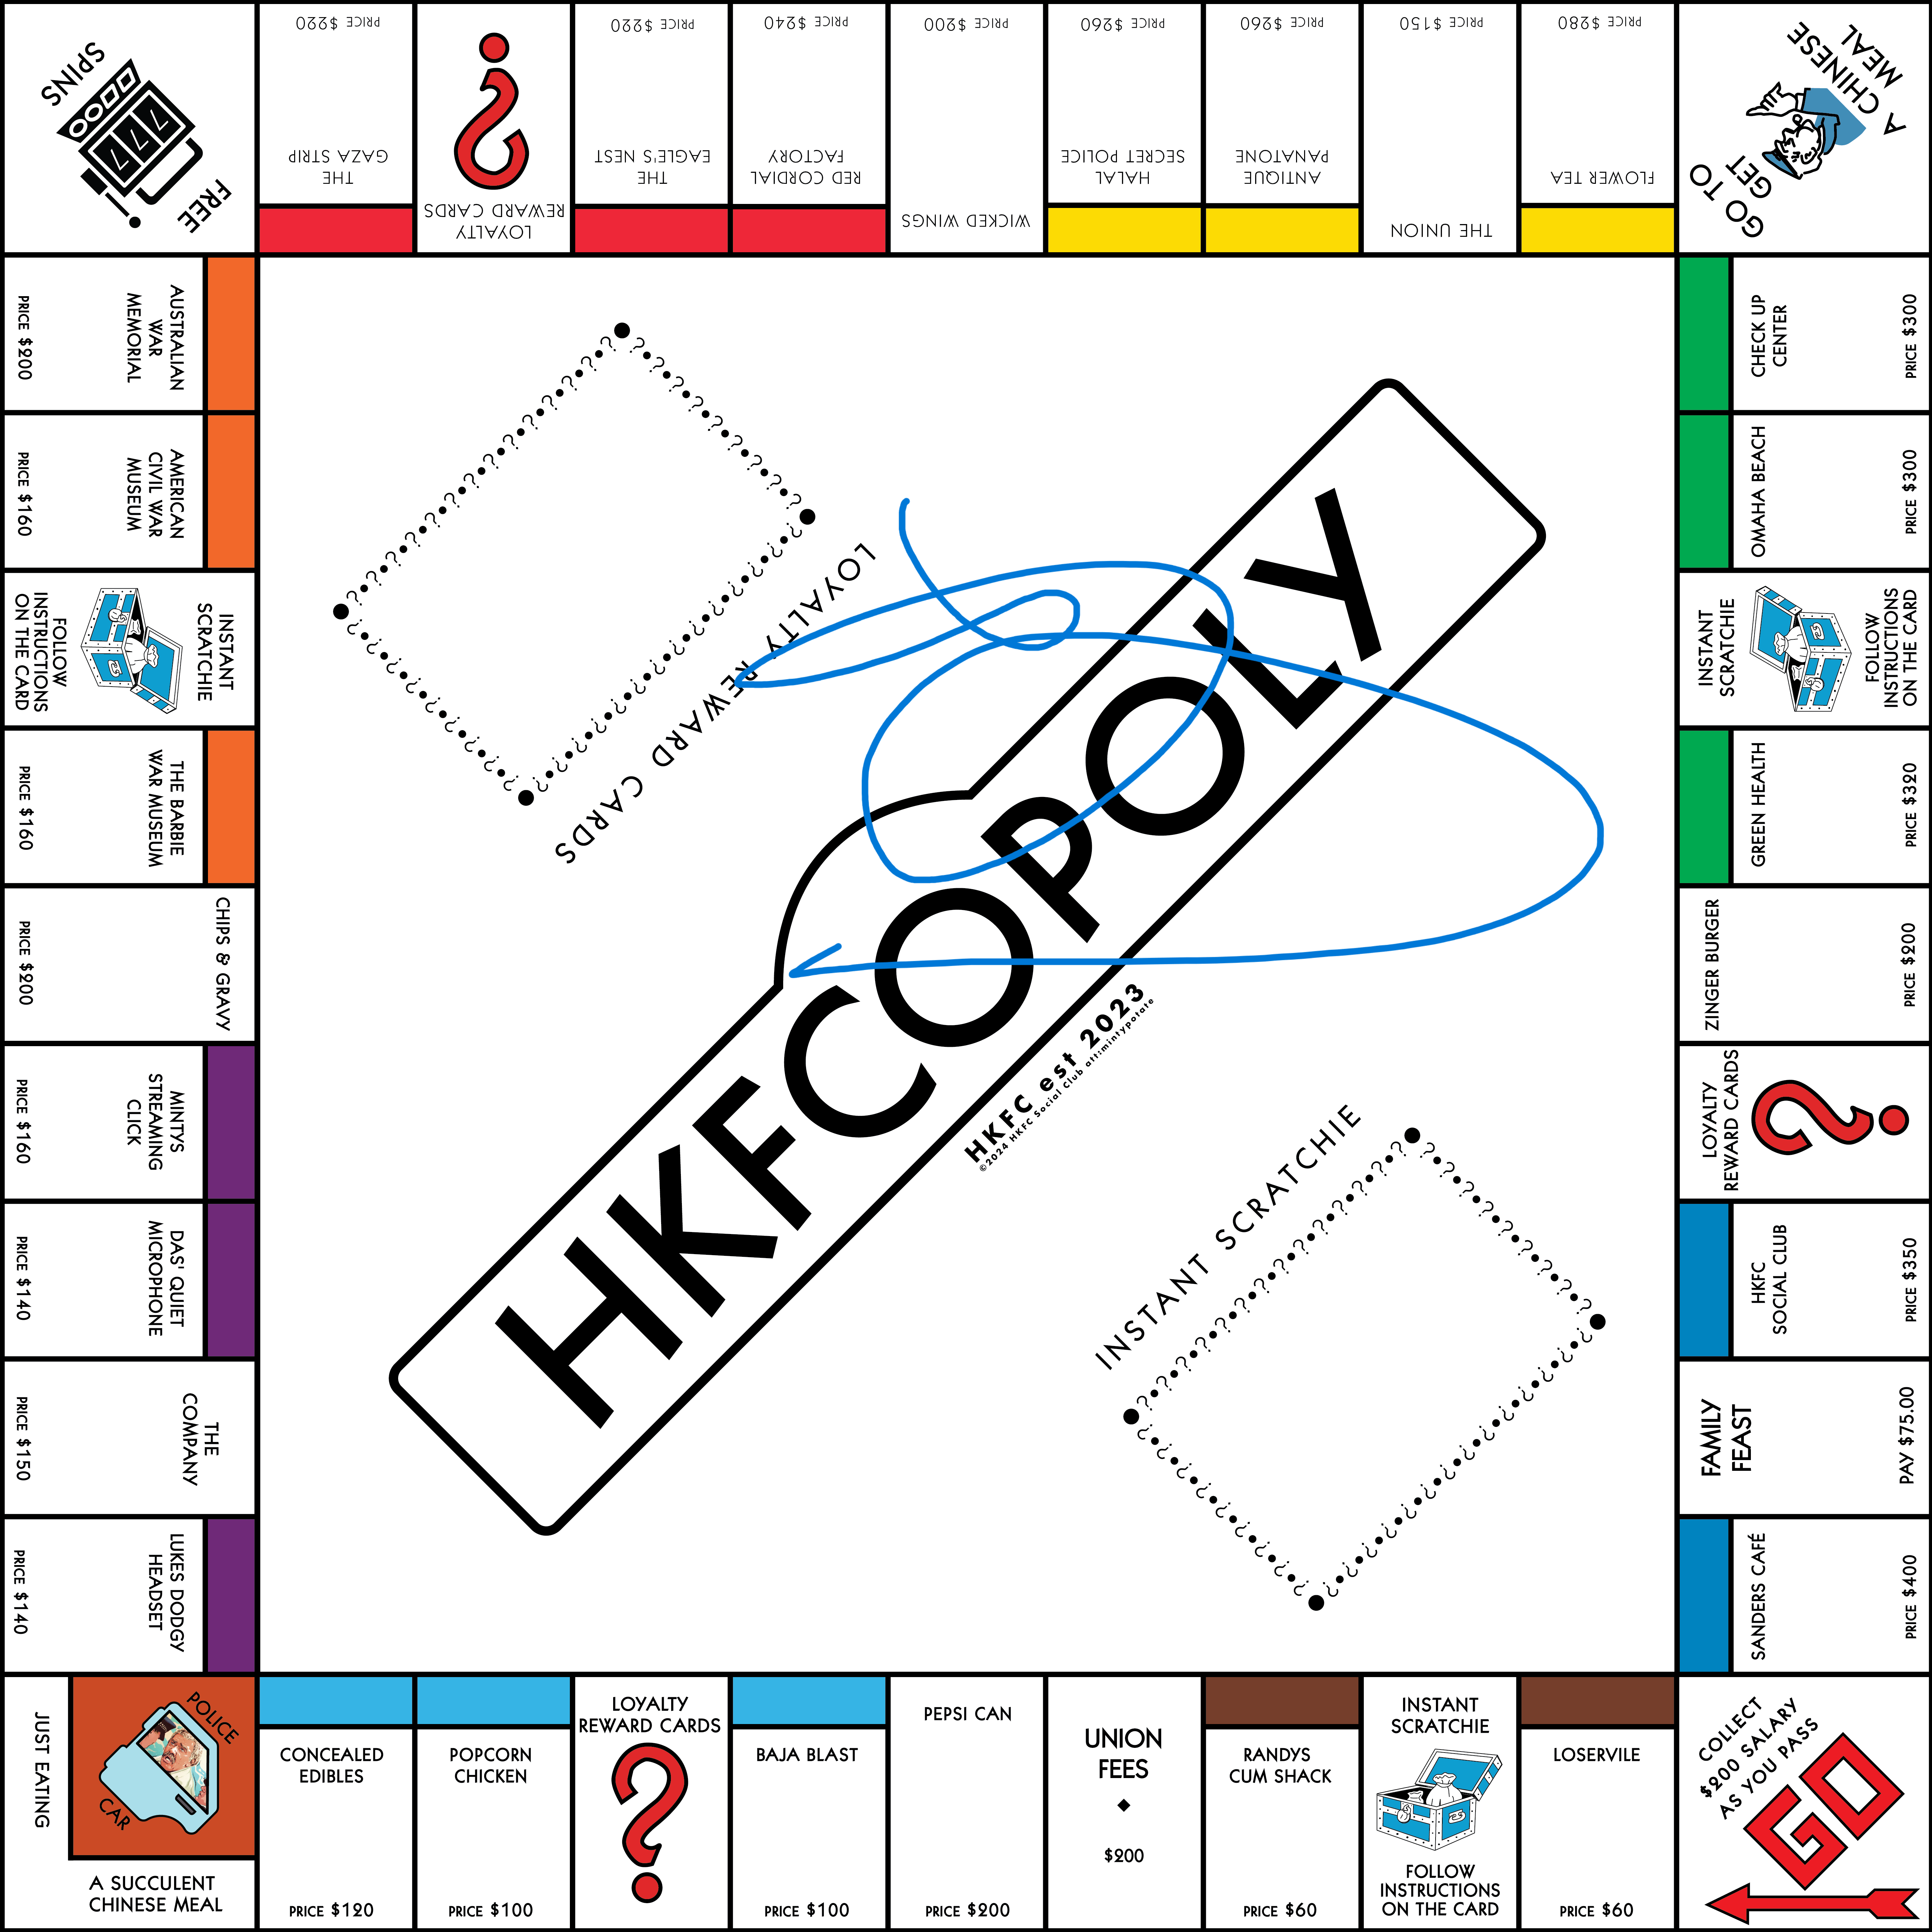 SPINS
FREE
PRICE $220
THE
GAZA STRIP
LOYALTY
REWARD CARDS
PRICE $220
THE
EAGLE'S NEST
PRICE $240
RED CORDIAL
FACTORY
PRICE $200
WICKED WINGS
PRICE $260
HALAL
SECRET POLICE
PRICE $260
ANTIQUE
PANATONE
PRICE $150
THE UNION
PRICE $280
FLOWER TEA
GO TO
GET
A CHINESE
MEAL
AUSTRALIAN
WAR
MEMORIAL
PRICE $200
AMERICAN
CIVIL WAR
MUSEUM
PRICE $160
INSTANT
SCRATCHIE
FOLLOW
INSTRUCTIONS
ON THE CARD
THE BARBIE
WAR MUSEUM
PRICE $160
CHIPS & GRAVY
PRICE $200
MINTYS
STREAMING
CLICK
PRICE $160
DAS' QUIET
MICROPHONE
PRICE $140
THE
COMPANY
PRICE $150
LUKES DODGY
HEADSET
PRICE $140
LOYALTY REWARD CARDS
HKFCOPOLY
HKFC est 2023
©2024 HKFC Social Club att:mintypotate
INSTANT SCRATCHIE
CHECK UP
CENTER
PRICE $300
OMAHA BEACH
PRICE $300
INSTANT
SCRATCHIE
FOLLOW
INSTRUCTIONS
ON THE CARD
GREEN HEALTH
PRICE $320
ZINGER BURGER
PRICE $200
LOYALTY
REWARD CARDS
HKFC
SOCIAL CLUB
PRICE $350
FAMILY
FEAST
PAY $75.00
SANDERS CAFÉ
PRICE $400
JUST EATING
POLICE
CAR
A SUCCULENT
CHINESE MEAL
CONCEALED
EDIBLES
PRICE $120
POPCORN
CHICKEN
PRICE $100
LOYALTY
REWARD CARDS
BAJA BLAST
PRICE $100
PEPSI CAN
PRICE $200
UNION
FEES
$200
RANDYS
CUM SHACK
PRICE $60
INSTANT
SCRATCHIE
FOLLOW
INSTRUCTIONS
ON THE CARD
LOSERVILE
PRICE $60
COLLECT
$200 SALARY
AS YOU PASS
GO